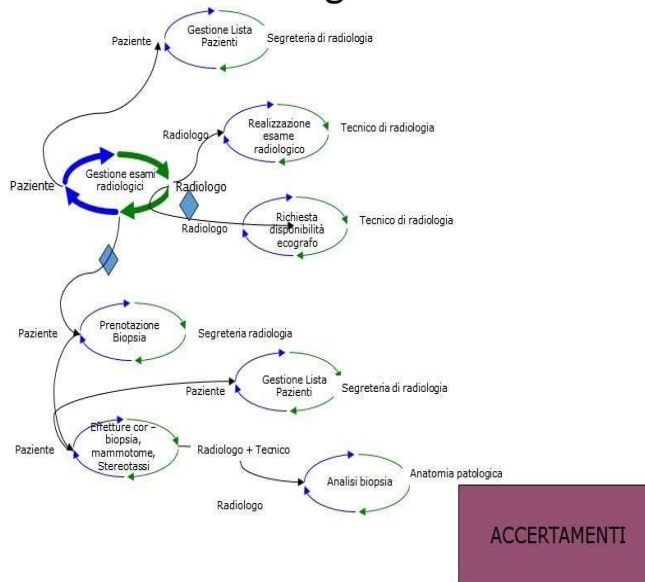 Paziente
Gestione Lista
Pazienti
Segreteria di radiologia
Radiologo
Realizzazione
esame
radiologico
Tecnico di radiologia
Paziente
Gestione esami
radiologici
Radiologo
Radiologo
Richiesta
disponibilità
ecografo
Tecnico di radiologia
Paziente
Prenotazione
Biopsia
Segreteria radiologia
Paziente
Gestione Lista
Pazienti
Segreteria di radiologia
Paziente
Effetture cor –
biopsia,
mammotome,
Stereotassi
Radiologo + Tecnico
Radiologo
Analisi biopsia
Anatomia patologica
ACCERTAMENTI